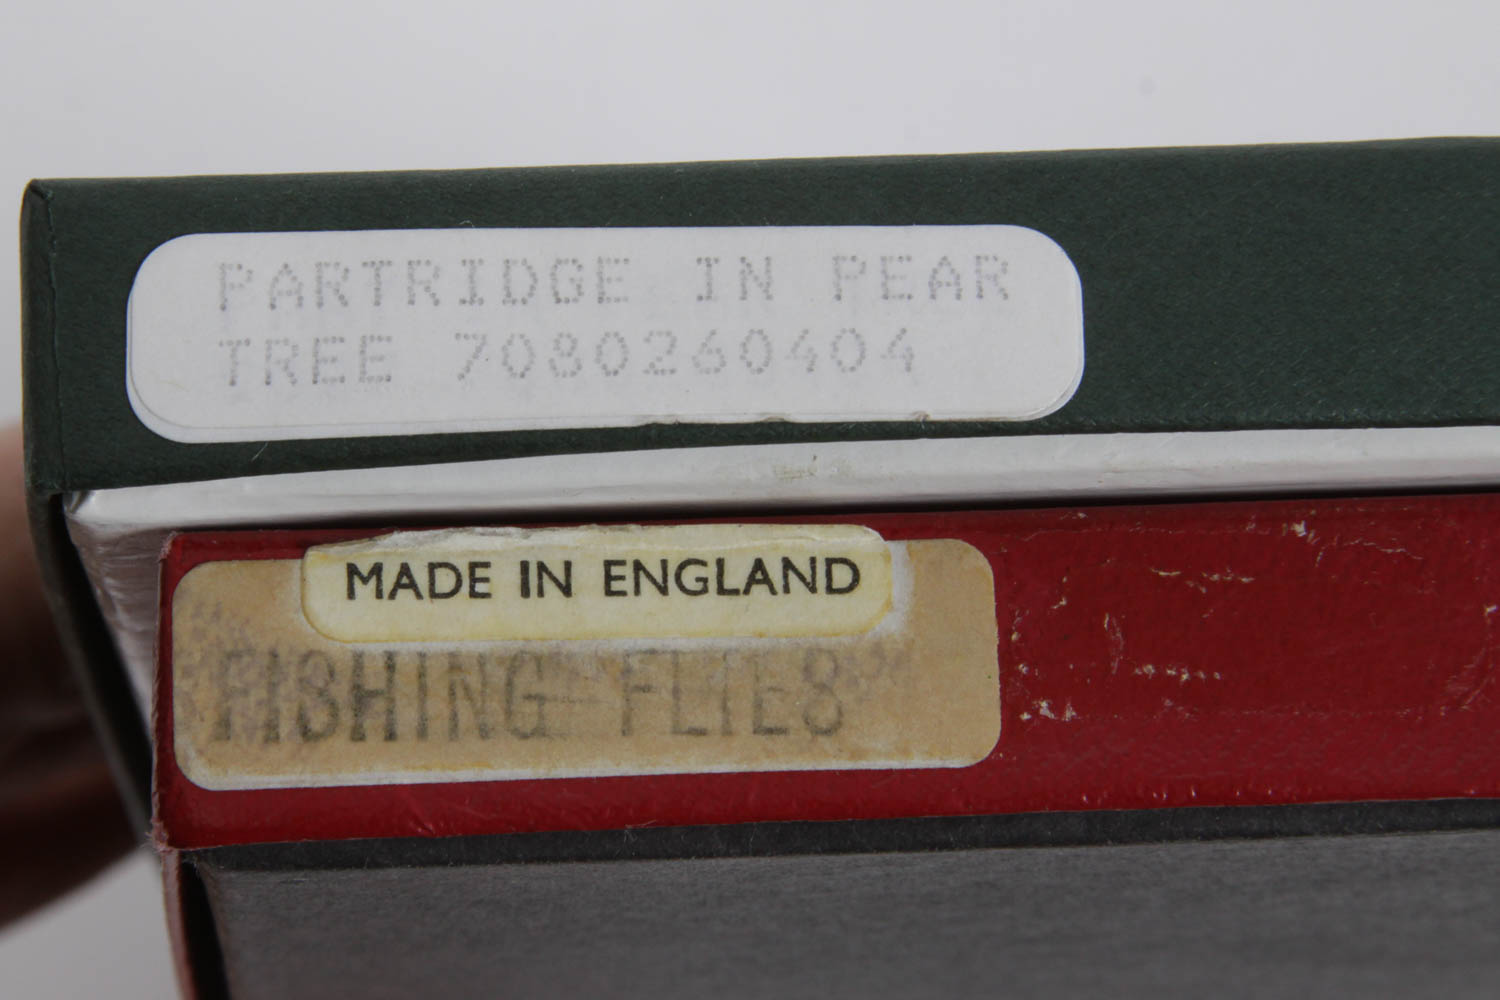 PARTRIDGE IN PEAR
TREE 7080260404
MADE IN ENGLAND
FISHING FLIES